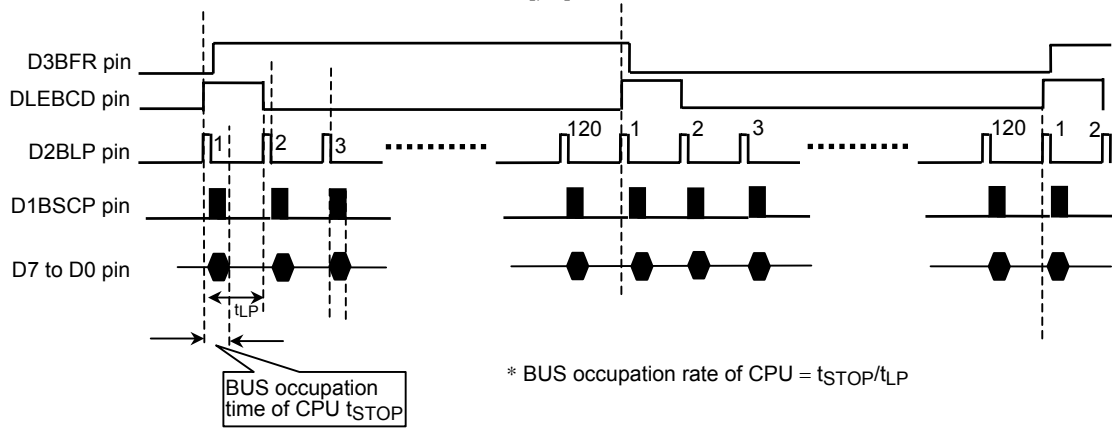 D3BFR pin
DLEBCD pin
D2BLP pin 1 2 3 120 1 2 3 120 1 2
D1BSCP pin
D7 to D0 pin
tLP
BUS occupation
time of CPU tSTOP
* BUS occupation rate of CPU = tSTOP/tLP